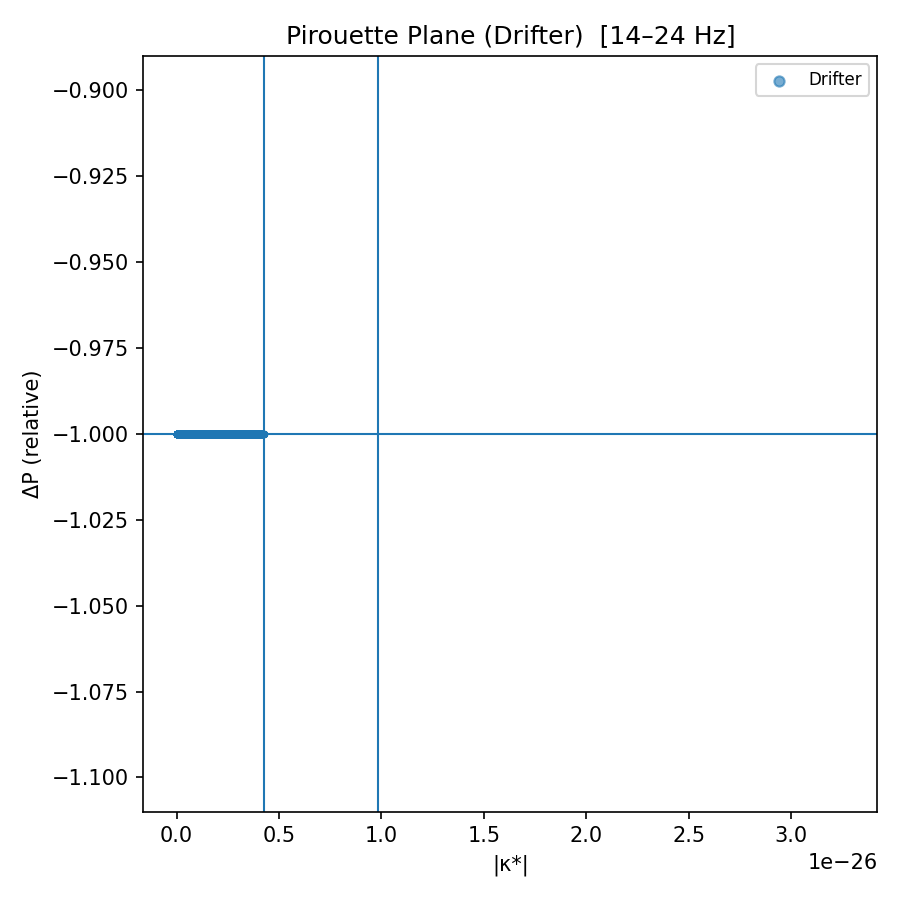 Pirouette Plane (Drifter)  [14–24 Hz]
Drifter
−0.900
−0.925
−0.950
−0.975
−1.000
−1.025
−1.050
−1.075
−1.100
ΔP (relative)
0.0 0.5 1.0 1.5 2.0 2.5 3.0
1e−26
|κ*|